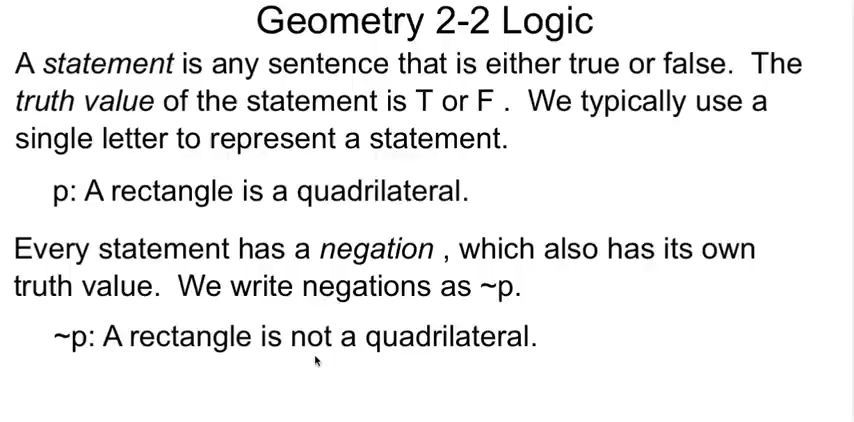 Geometry 2-2 Logic
A statement is any sentence that is either true or false. The
truth value of the statement is T or F . We typically use a
single letter to represent a statement.
p: A rectangle is a quadrilateral.
Every statement has a negation , which also has its own
truth value. We write negations as ~p.
~p: A rectangle is not a quadrilateral.